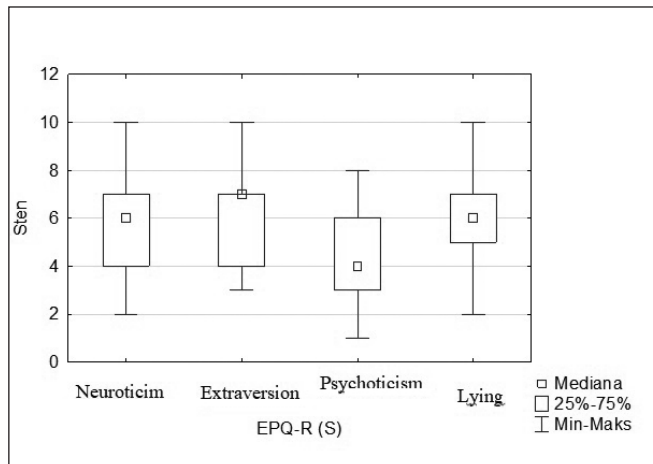 12
10
8
6
4
2
0
Sten
Neuroticim Extraversion Psychoticism Lying
EPQ-R (S)
Mediana
25%-75%
Min-Maks